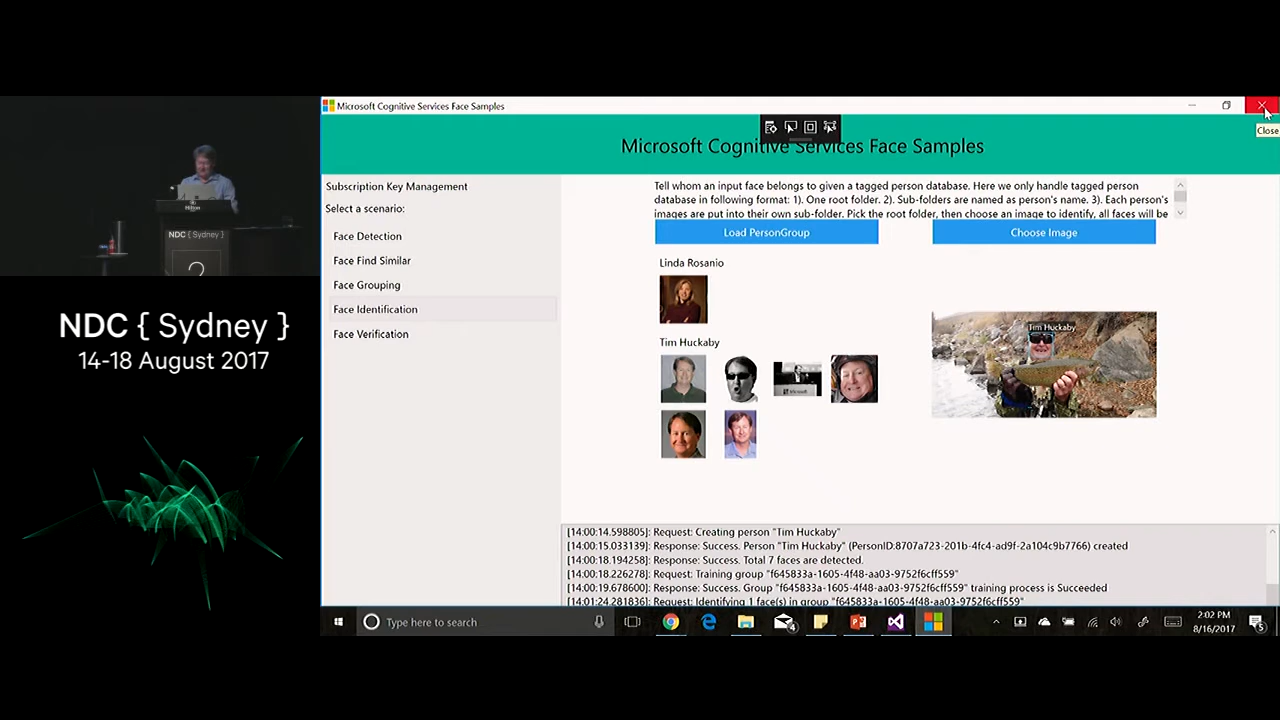 Microsoft Cognitive Services Face Samples
Close
Microsoft Cognitive Services Face Samples
Subscription Key Management
Select a scenario:
Face Detection
Face Find Similar
Face Grouping
Face Identification
Face Verification
Tell whom an input face belongs to given a tagged person database. Here we only handle tagged person
database in following format: 1). One root folder. 2). Sub-folders are named as person's name. 3). Each person's
images are put into their own sub-folder. Pick the root folder, then choose an image to identify, all faces will be
Load PersonGroup
Choose Image
Linda Rosanio
Tim Huckaby
Tim Huckaby
[14:00:14.598805]: Request: Creating person "Tim Huckaby"
[14:00:15.033139]: Response: Success. Person "Tim Huckaby" (PersonID:8707a723-201b-4fc4-ad9f-2a104c9b7766) created
[14:00:18.194258]: Response: Success. Total 7 faces are detected.
[14:00:18.226278]: Request: Training group "f645833a-1605-4f48-aa03-9752f6cff559"
[14:00:19.678600]: Response: Success. Group "f645833a-1605-4f48-aa03-9752f6cff559" training process is Succeeded
[14:01:24.281836]: Request: Identifying 1 face(s) in group "f645833a-1605-4f48-aa03-9752f6cff559"
Type here to search
4
2:02 PM
8/16/2017
5
Hilton
NDC { Sydney }
2
NDC { Sydney }
14-18 August 2017